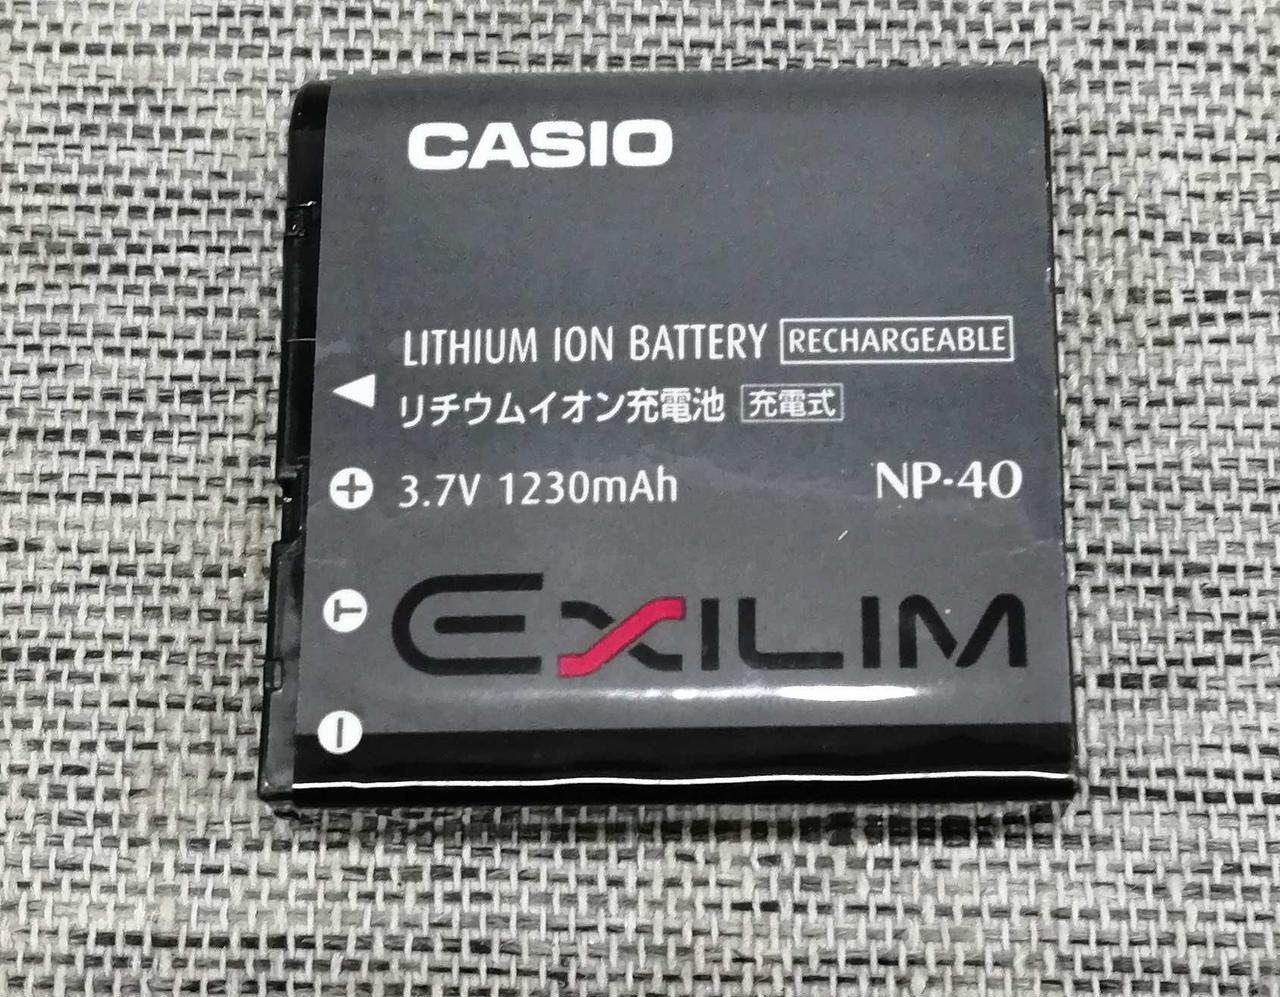 CASIO
LITHIUM ION BATTERY RECHARGEABLE
リチウムイオン充電池 充電式
+ 3.7V 1230mAh NP-40
T
EXILIM
−